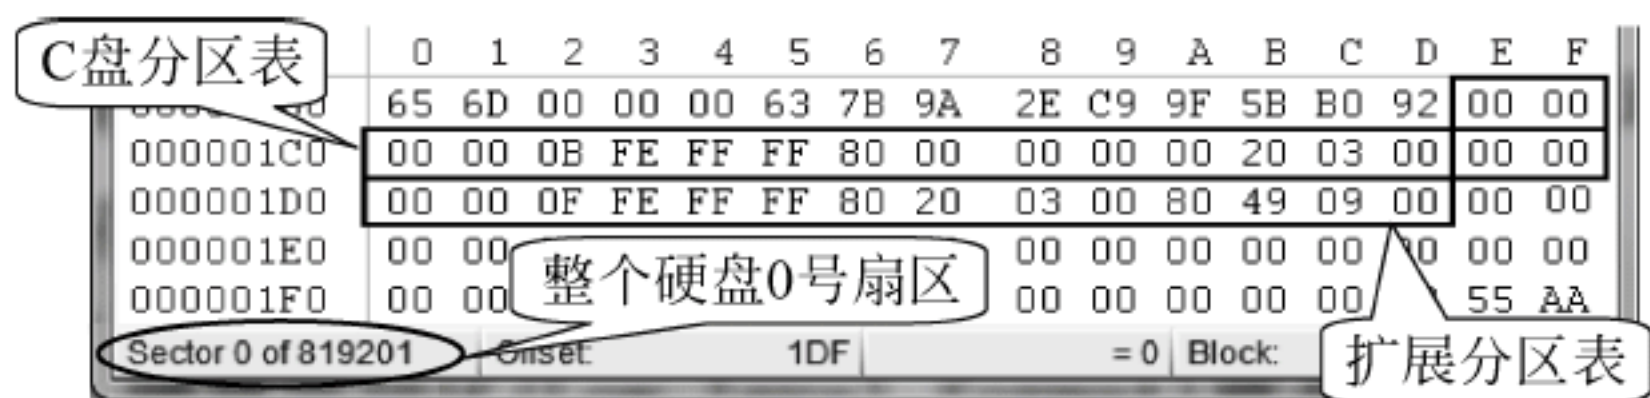 C盘分区表
0 1 2 3 4 5 6 7 8 9 A B C D E F
65 6D 00 00 00 63 7B 9A 2E C9 9F 5B B0 92 00 00
000001C0 00 00 0B FE FF FF 80 00 00 00 00 20 03 00 00 00
000001D0 00 00 0F FE FF FF 80 20 03 00 80 49 09 00 00 00
000001E0 00 00 00 00 00 00 00 00 00
000001F0 00 00 00 00 00 00 00 55 AA
整个硬盘0号扇区
Sector 0 of 819201 Offset: 1DF = 0 Block:
扩展分区表